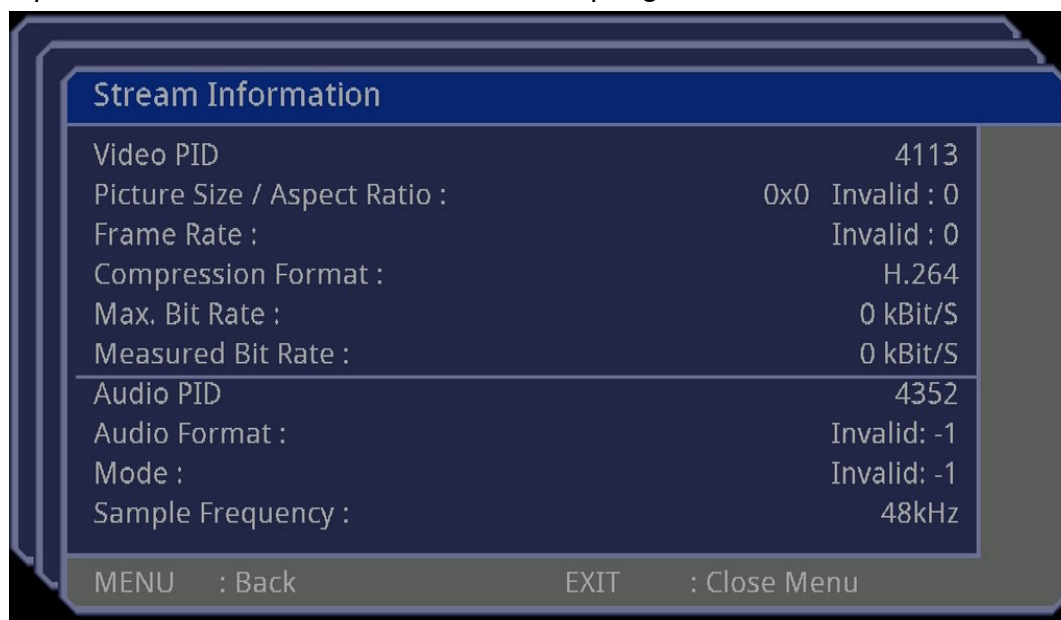 Stream Information
Video PID 4113
Picture Size / Aspect Ratio : 0x0 Invalid : 0
Frame Rate : Invalid : 0
Compression Format : H.264
Max. Bit Rate : 0 kBit/S
Measured Bit Rate : 0 kBit/S
Audio PID 4352
Audio Format : Invalid: -1
Mode : Invalid: -1
Sample Frequency : 48kHz
MENU : Back EXIT : Close Menu